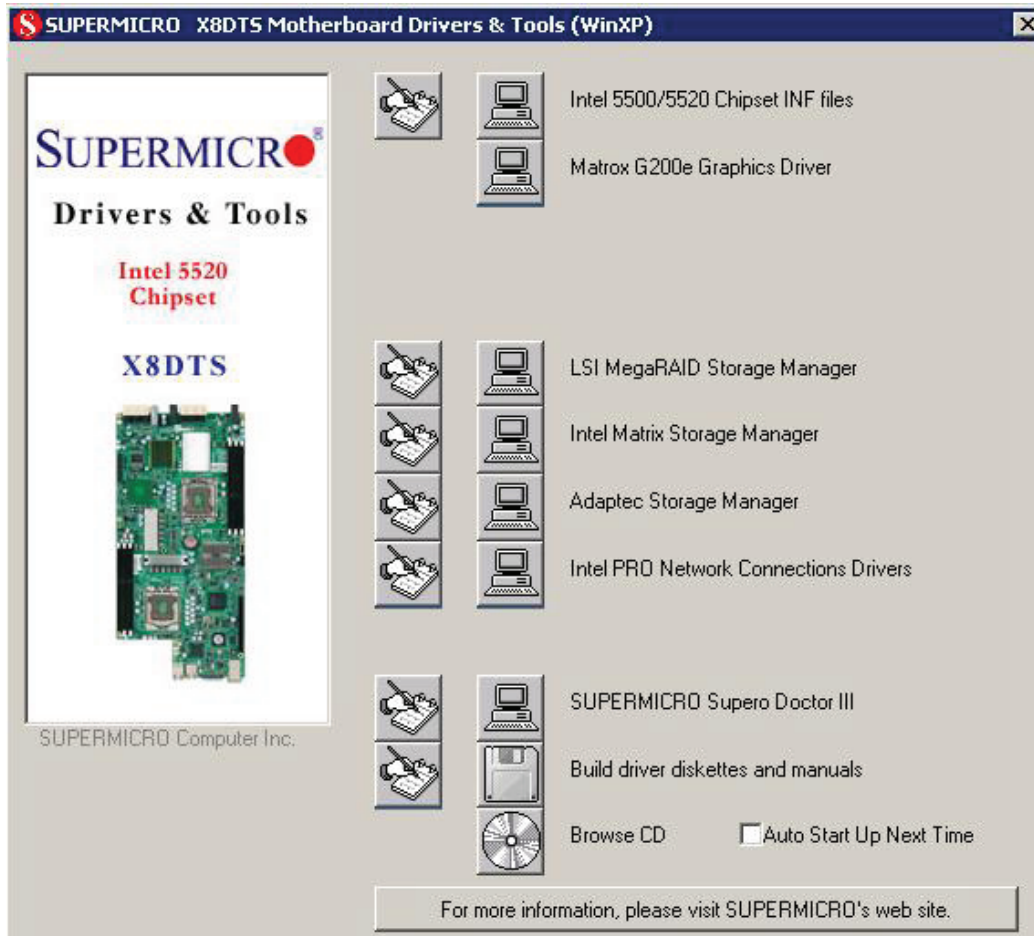 SUPERMICRO X8DTS Motherboard Drivers & Tools (WinXP)
SUPERMICRO®
Drivers & Tools
Intel 5520
Chipset
X8DTS
SUPERMICRO Computer Inc.
Intel 5500/5520 Chipset INF files
Matrox G200e Graphics Driver
LSI MegaRAID Storage Manager
Intel Matrix Storage Manager
Adaptec Storage Manager
Intel PRO Network Connections Drivers
SUPERMICRO Supero Doctor III
Build driver diskettes and manuals
Browse CD
Auto Start Up Next Time
For more information, please visit SUPERMICRO's web site.